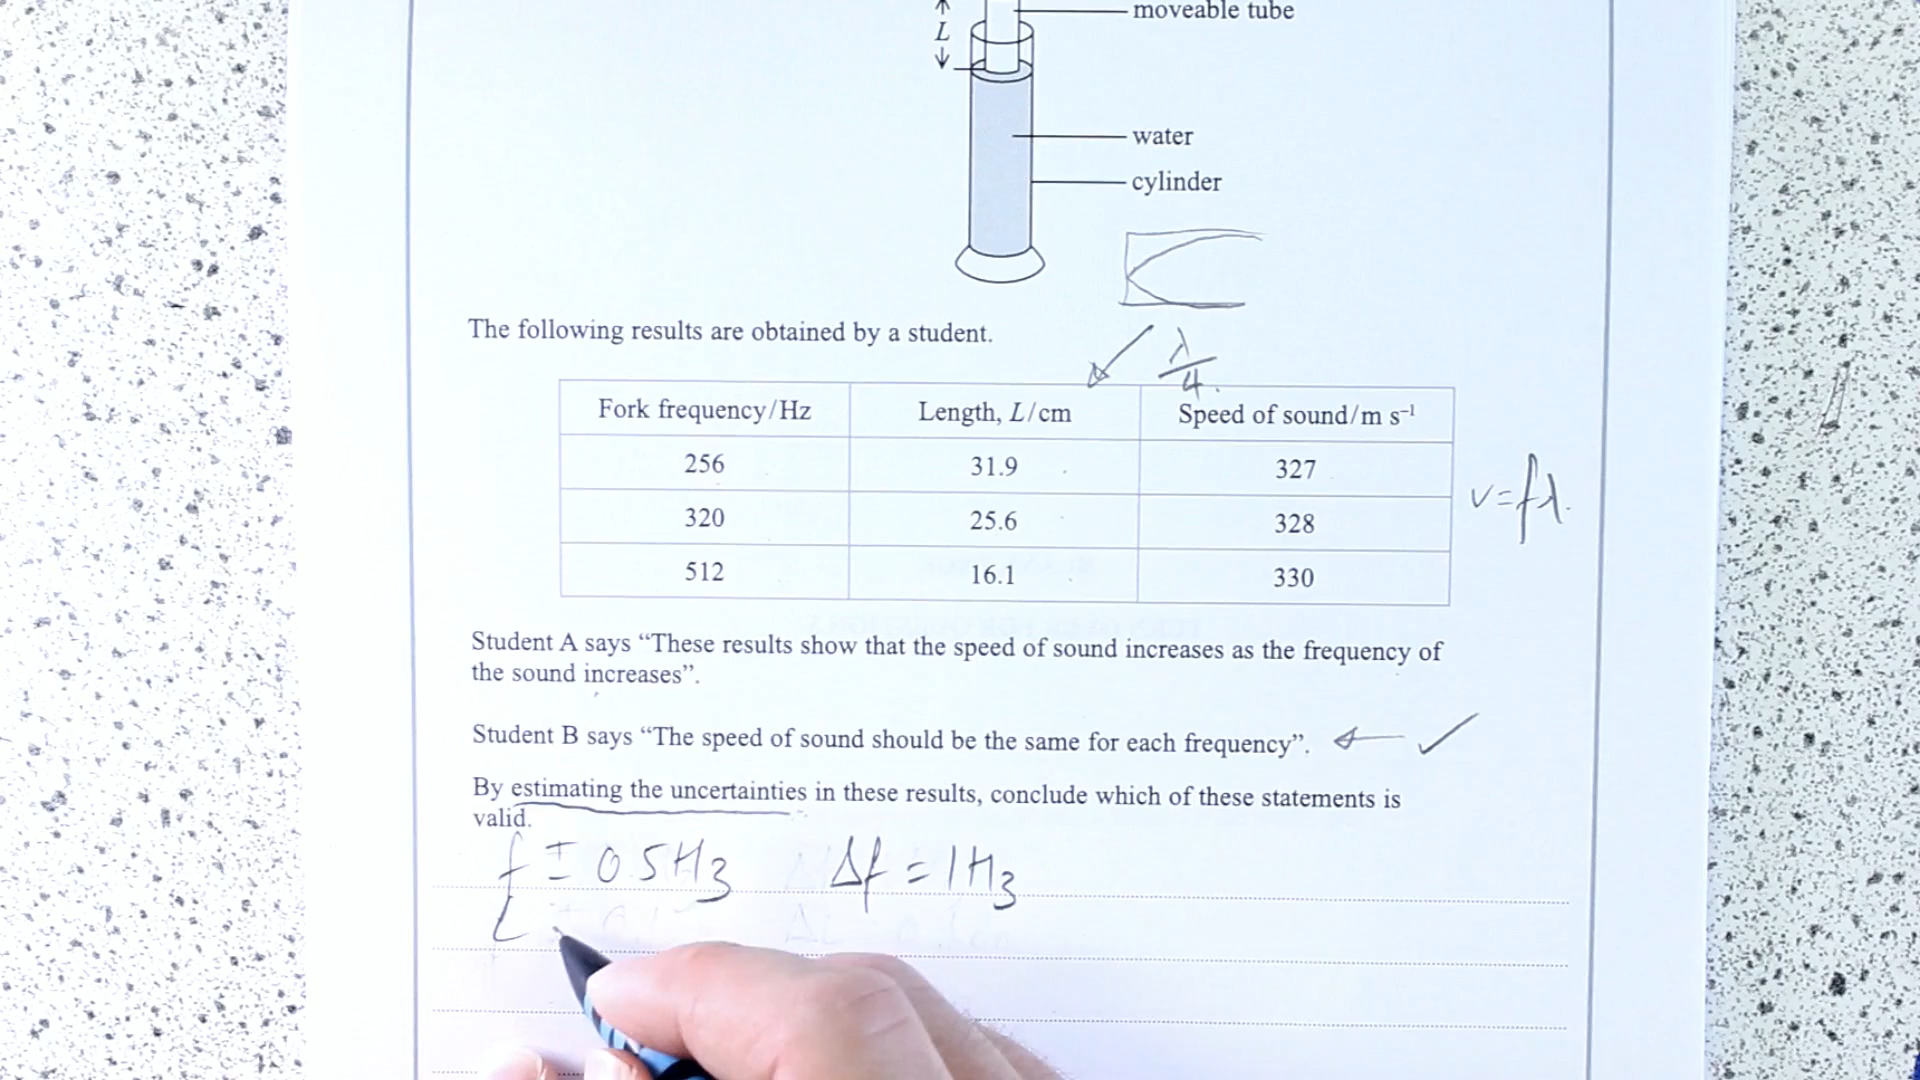 moveable tube
L
water
cylinder
The following results are obtained by a student.
λ/4
Fork frequency/Hz Length, L/cm Speed of sound/m s⁻¹
256 31.9 327
320 25.6 328
512 16.1 330
v=fλ.
Student A says “These results show that the speed of sound increases as the frequency of
the sound increases”.
Student B says “The speed of sound should be the same for each frequency”. ✓
By estimating the uncertainties in these results, conclude which of these statements is
valid.
f ± 0.5Hz Δf = 1Hz
L